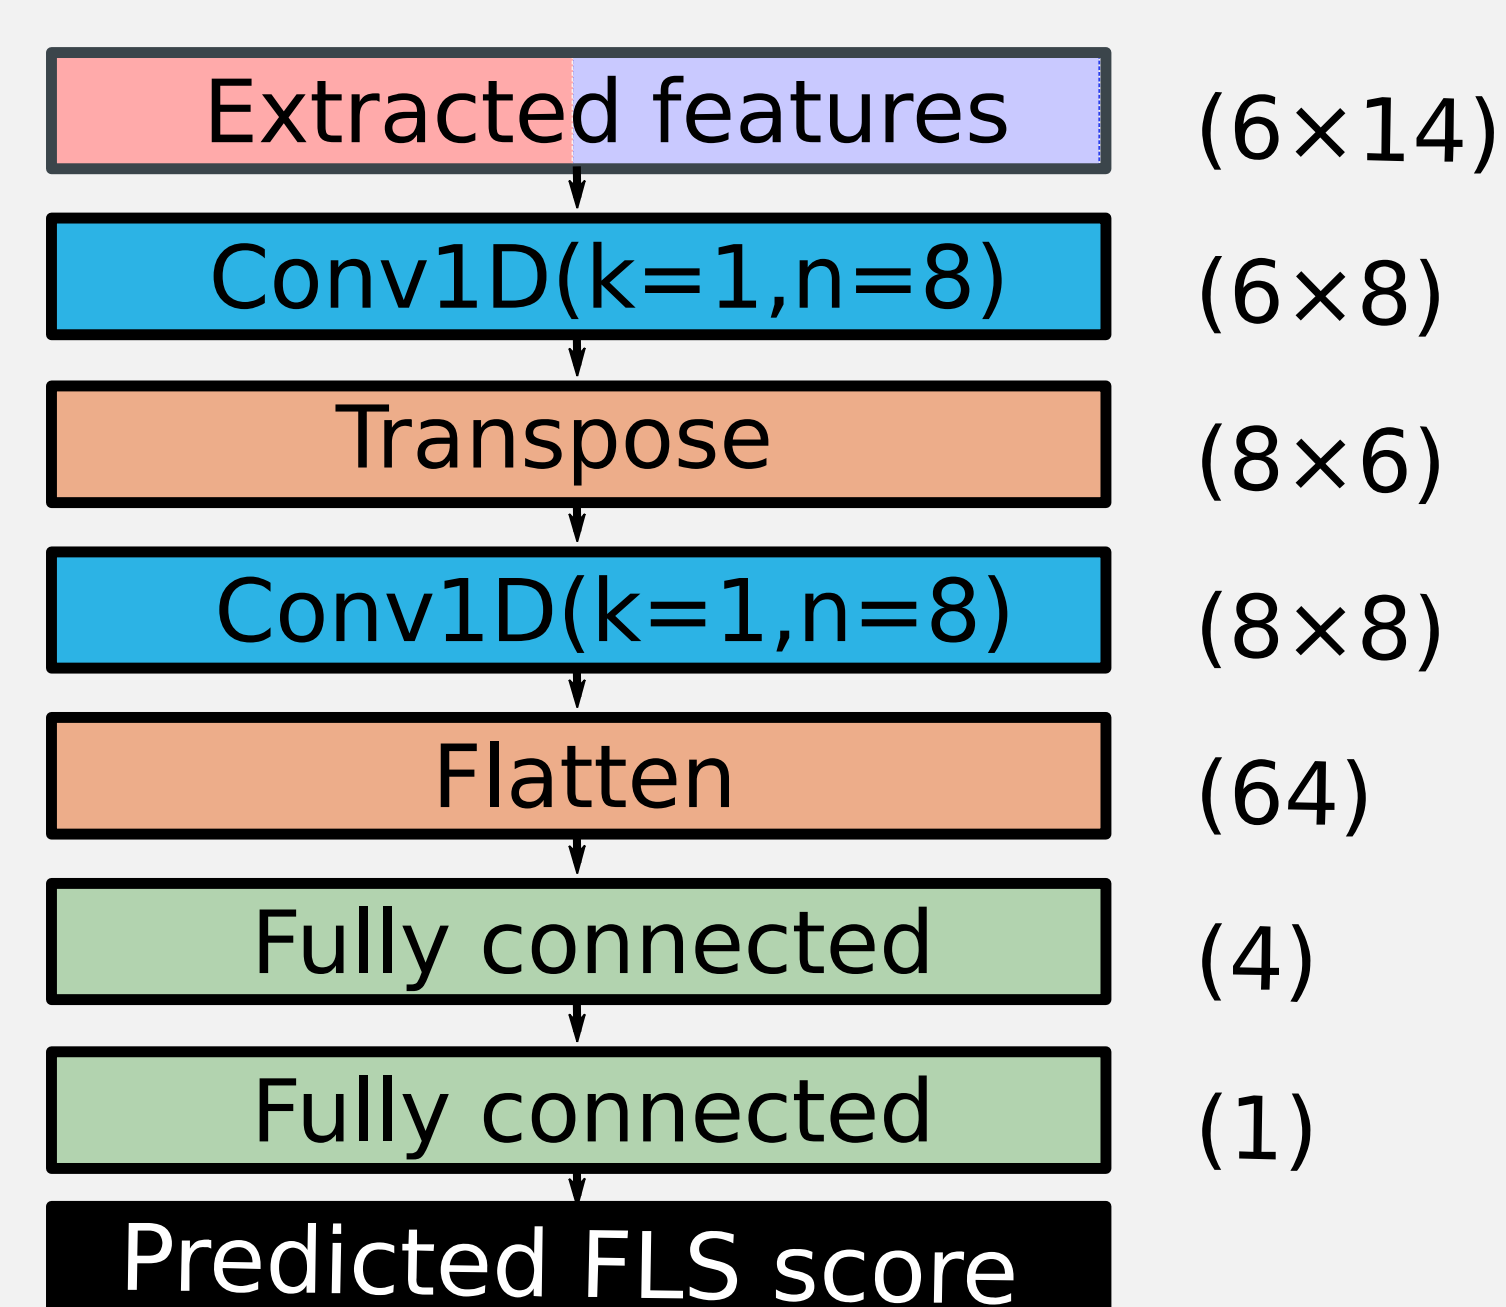 Extracted features (6×14)
Conv1D(k=1,n=8) (6×8)
Transpose (8×6)
Conv1D(k=1,n=8) (8×8)
Flatten (64)
Fully connected (4)
Fully connected (1)
Predicted FLS score